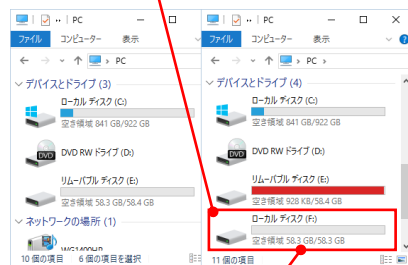 PC
ファイル コンピューター 表示
PC
デバイスとドライブ (3)
ローカル ディスク (C:)
空き領域 841 GB/922 GB
DVD RW ドライブ (D:)
リムーバブル ディスク (E:)
空き領域 58.3 GB/58.4 GB
ネットワークの場所 (1)
WG1400HP
10 個の項目 6 個の項目を選択
PC
ファイル コンピューター 表示
PC
デバイスとドライブ (4)
ローカル ディスク (C:)
空き領域 841 GB/922 GB
DVD RW ドライブ (D:)
リムーバブル ディスク (E:)
空き領域 928 KB/58.4 GB
ローカル ディスク (F:)
空き領域 58.3 GB/58.3 GB
11 個の項目